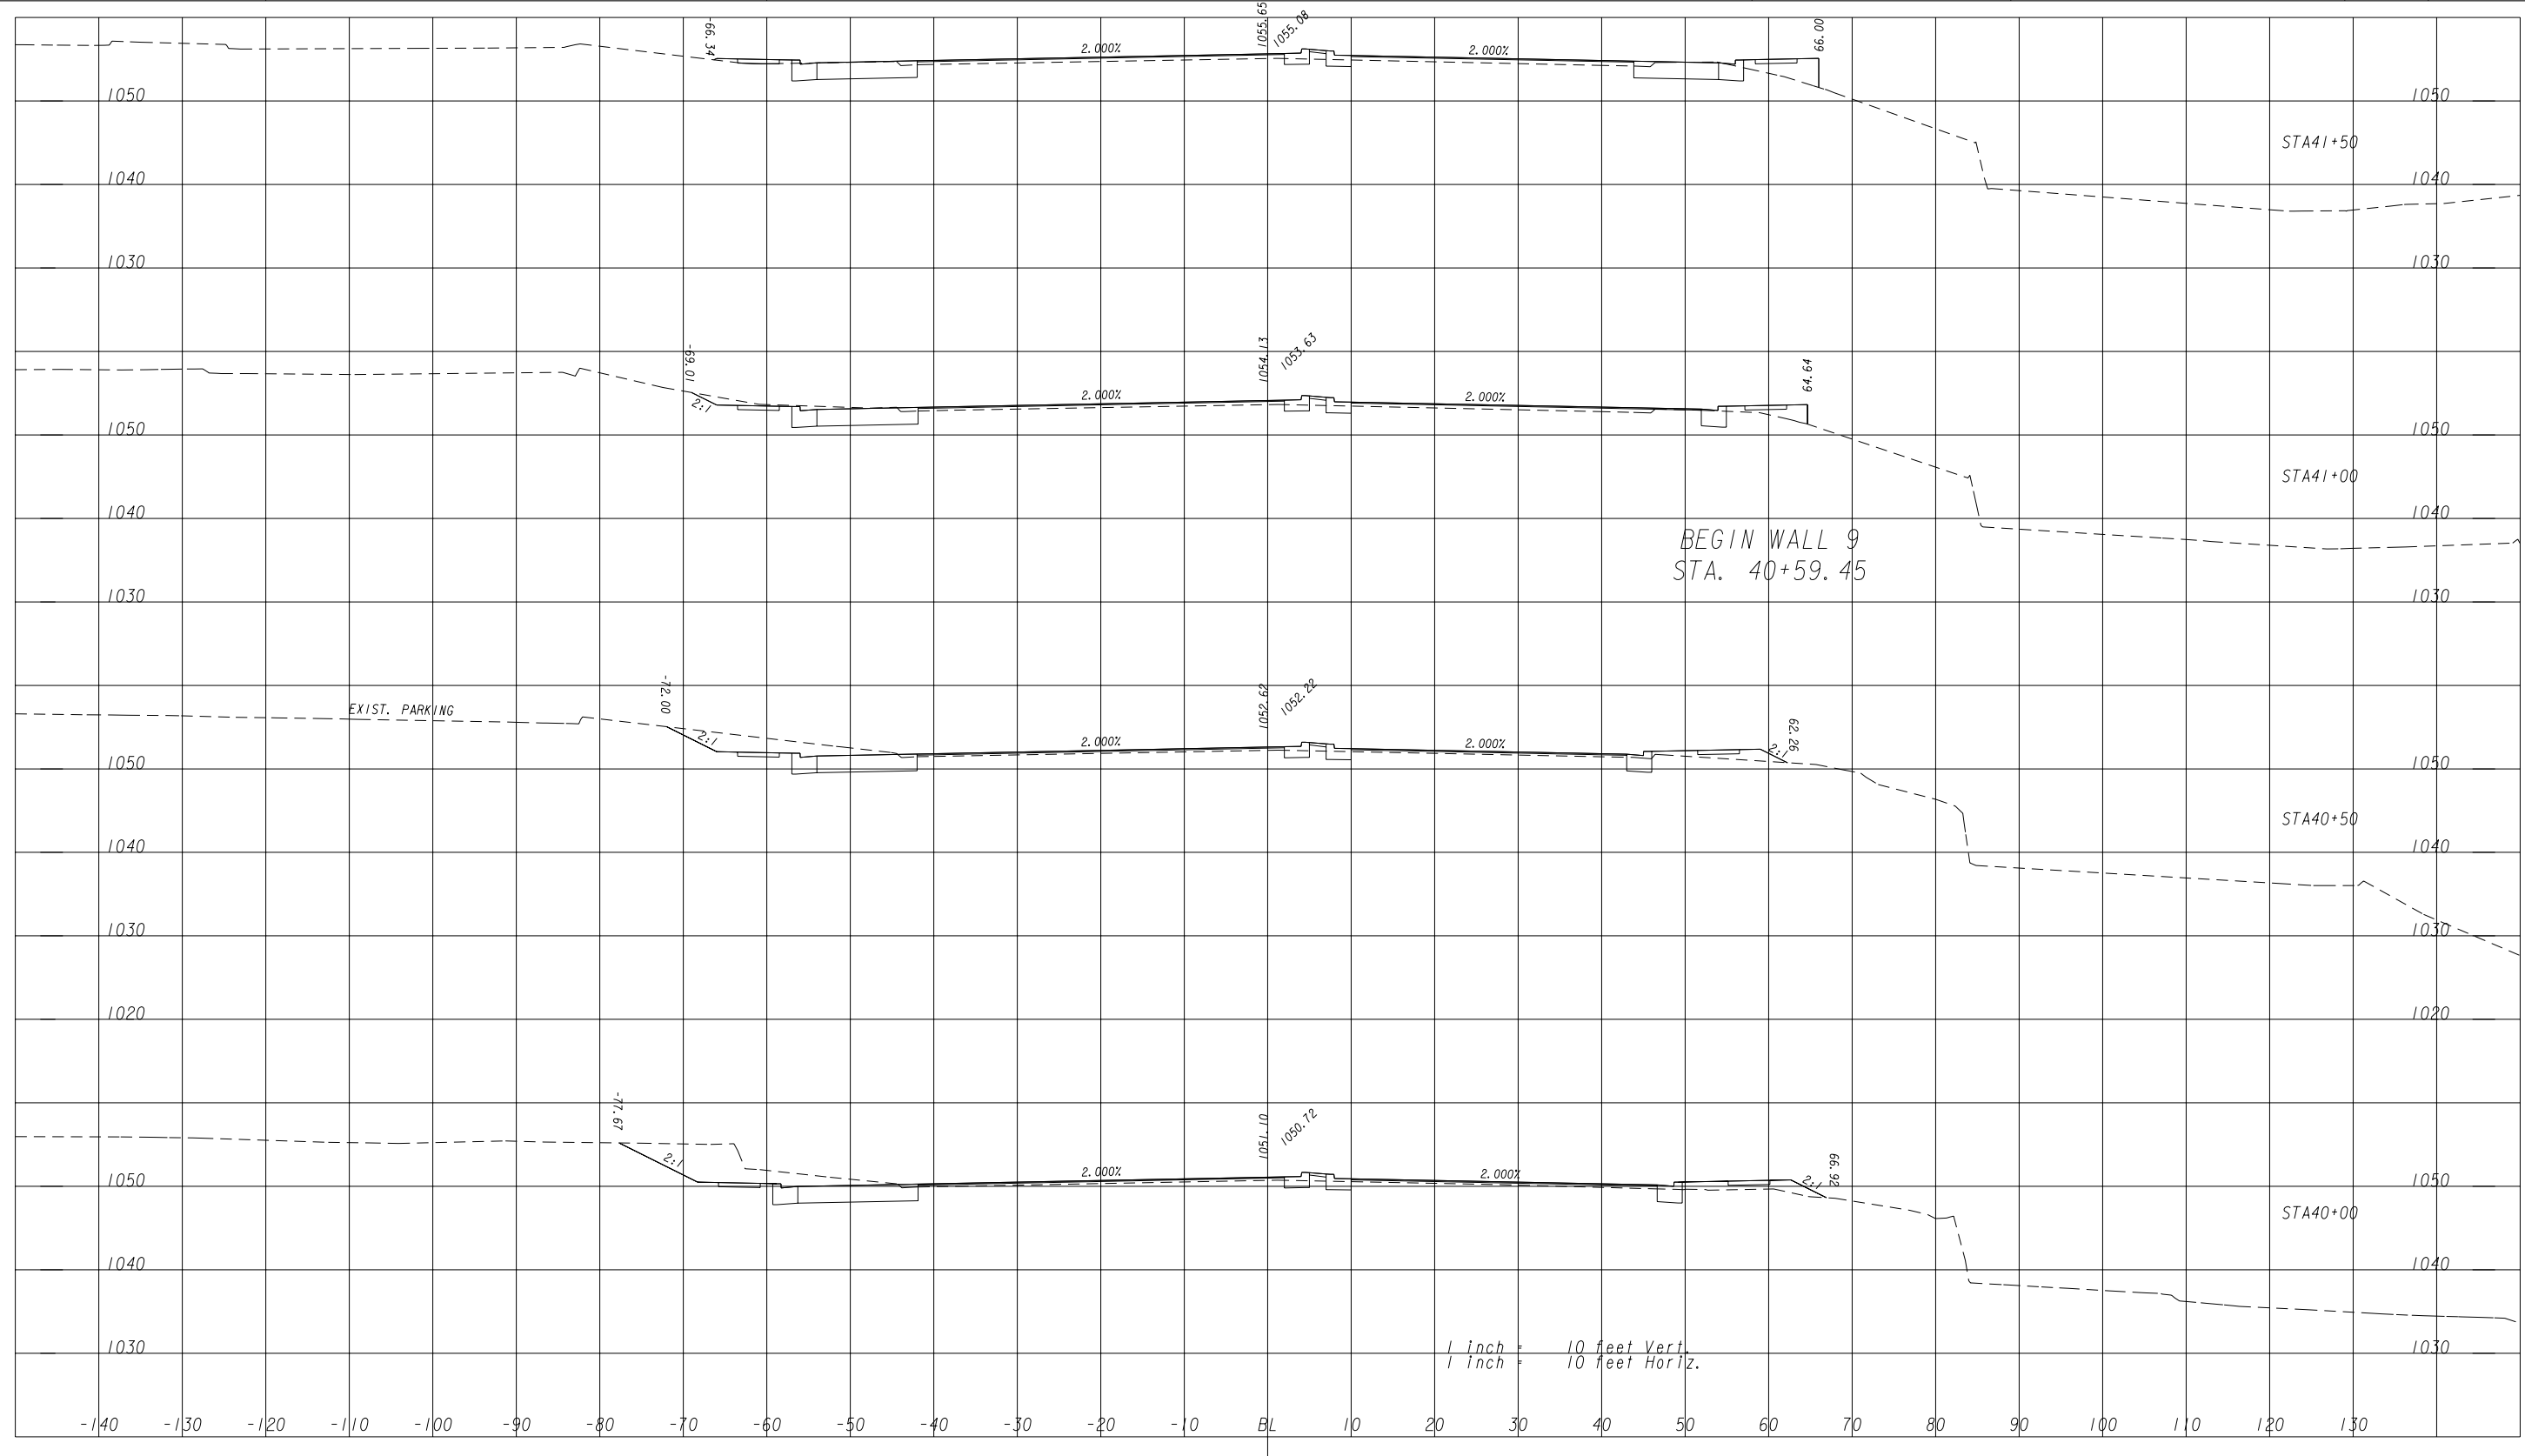 -66.34 1055.65 1055.08 66.00
2.000% 2.000%
1050 1050
STA41+50
1040 1040
1030 1030
-69.01 1054.13 1053.63 64.64
2:1 2.000% 2.000%
1050 1050
STA41+00
1040 1040
BEGIN WALL 9
STA. 40+59.45
1030 1030
-72.00 1052.62 1052.22 62.26
EXIST. PARKING
2:1 2.000% 2.000% 2:1
1050 1050
STA40+50
1040 1040
1030 1030
1020 1020
-77.67 1051.10 1050.72 66.92
2:1 2.000% 2.000% 2:1
1050 1050
STA40+00
1040 1040
1030 1030
1 inch = 10 feet Vert.
1 inch = 10 feet Horiz.
-140 -130 -120 -110 -100 -90 -80 -70 -60 -50 -40 -30 -20 -10 BL 10 20 30 40 50 60 70 80 90 100 110 120 130